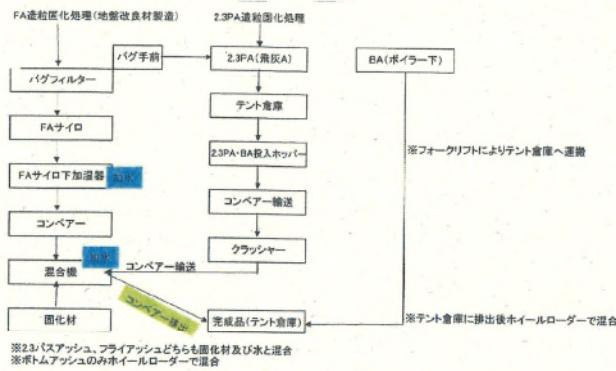 FA造粒固化処理(地盤改良材製造)
2.3PA造粒固化処理
バグ手前
2.3PA(飛灰A)
BA(ボイラー下)
バグフィルター
テント倉庫
FAサイロ
2.3PA・BA投入ホッパー
※フォークリフトによりテント倉庫へ運搬
FAサイロ下加湿器
加水
コンベアー輸送
コンベアー
クラッシャー
加水
混合機
コンベアー輸送
コンベアー排出
固化材
完成品(テント倉庫)
※テント倉庫に排出後ホイールローダーで混合
※2.3パスアッシュ、フライアッシュどちらも固化材及び水と混合
※ボトムアッシュのみホイールローダーで混合